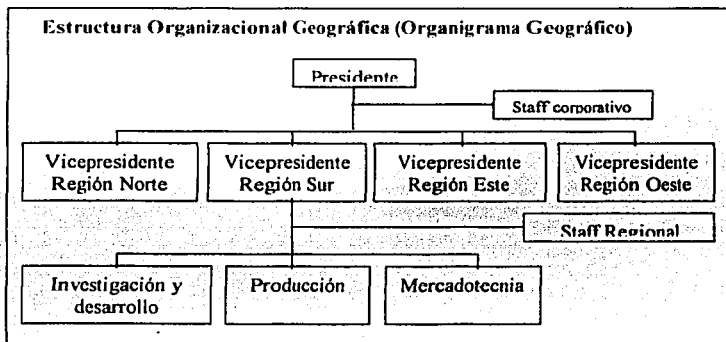 Estructura Organizacional Geográfica (Organigrama Geográfico)
Presidente
Staff corporativo
Vicepresidente
Región Norte
Vicepresidente
Región Sur
Vicepresidente
Región Este
Vicepresidente
Región Oeste
Staff Regional
Investigación y
desarrollo
Producción
Mercadotecnia